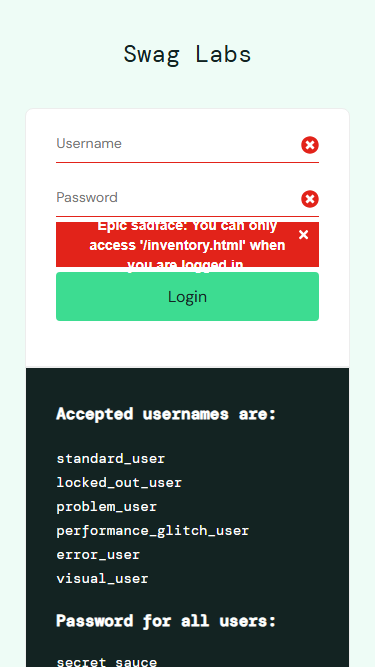 Swag Labs
Username
Password
Epic sadface: You can only
access '/inventory.html' when
you are logged in.
Login
Accepted usernames are:
standard_user
locked_out_user
problem_user
performance_glitch_user
error_user
visual_user
Password for all users:
secret_sauce